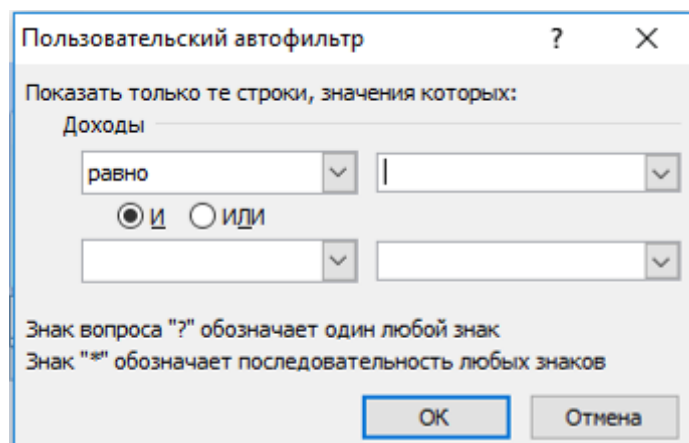 Пользовательский автофильтр ? ×
Показать только те строки, значения которых:
Доходы
равно
И ИЛИ
Знак вопроса "?" обозначает один любой знак
Знак "*" обозначает последовательность любых знаков
ОК Отмена